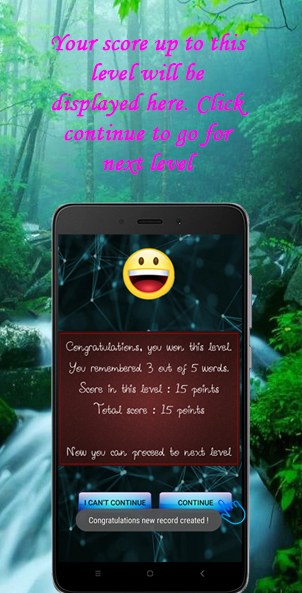 Your score up to this
level will be
displayed here. Click
continue to go for
next level
Congratulations, you won this level.
You remembered 3 out of 5 words.
Score in this level : 15 points
Total score : 15 points
Now you can proceed to next level
I CAN'T CONTINUE CONTINUE
Congratulations new record created !